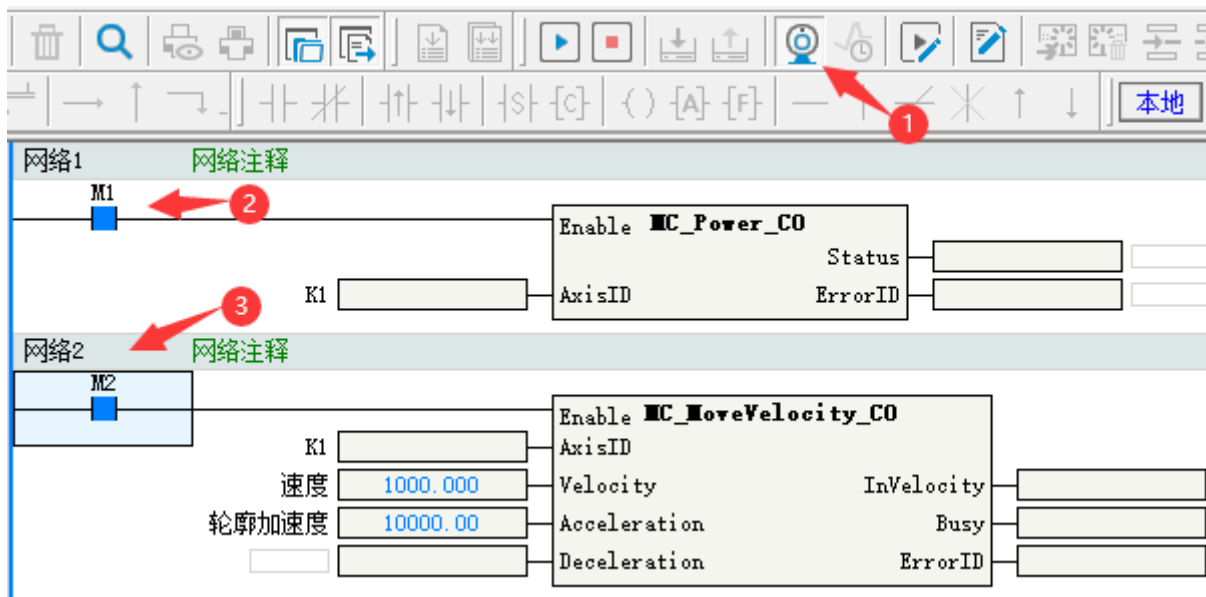 S C A F
1
本地
网络1 网络注释
M1
2
Enable MC_Power_CO
Status
K1 AxisID ErrorID
3
网络2 网络注释
M2
Enable MC_MoveVelocity_CO
K1 AxisID
速度 1000.000 Velocity InVelocity
轮廓加速度 10000.00 Acceleration Busy
Deceleration ErrorID